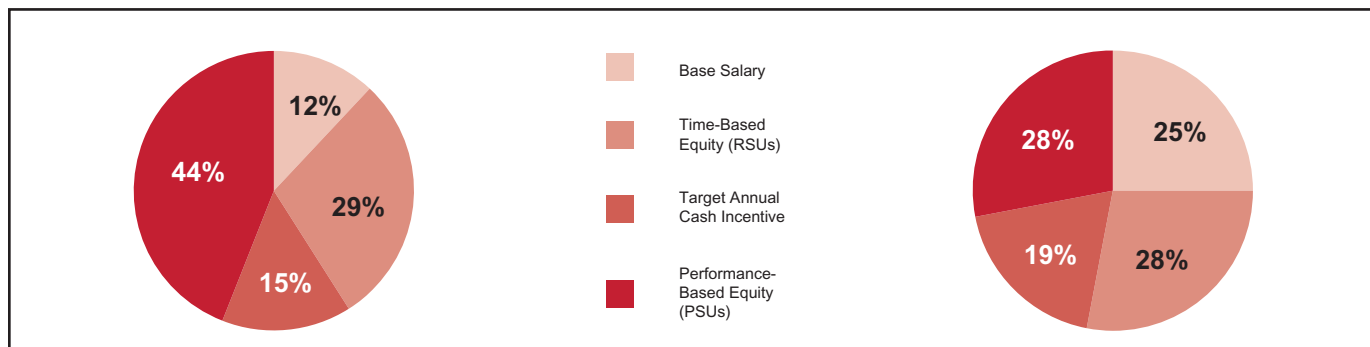 12%
29%
15%
44%
Base Salary
Time-Based
Equity (RSUs)
Target Annual
Cash Incentive
Performance-
Based Equity
(PSUs)
25%
28%
19%
28%